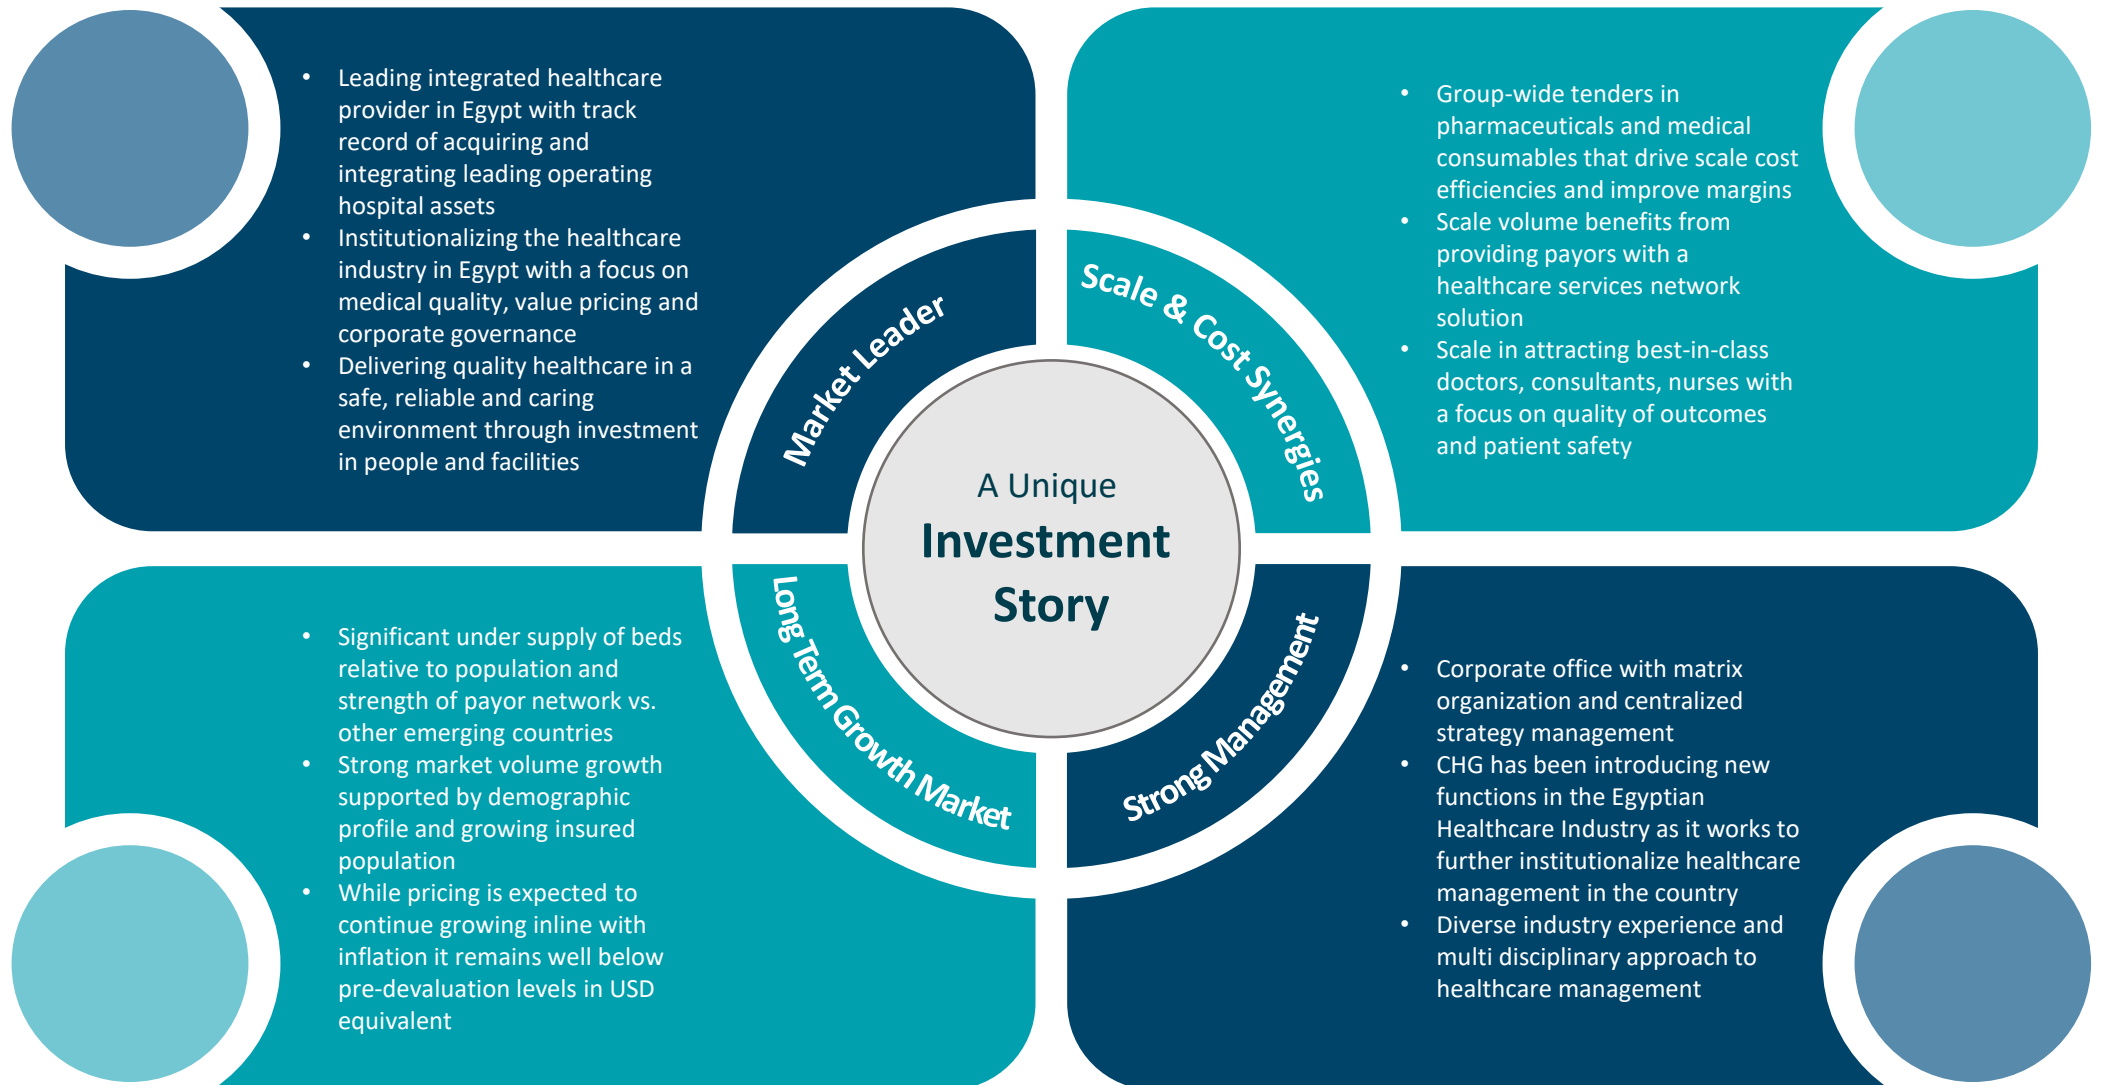 • Leading integrated healthcare
provider in Egypt with track
record of acquiring and
integrating leading operating
hospital assets
• Institutionalizing the healthcare
industry in Egypt with a focus on
medical quality, value pricing and
corporate governance
• Delivering quality healthcare in a
safe, reliable and caring
environment through investment
in people and facilities
Market Leader
Scale & Cost Synergies
• Group-wide tenders in
pharmaceuticals and medical
consumables that drive scale cost
efficiencies and improve margins
• Scale volume benefits from
providing payors with a
healthcare services network
solution
• Scale in attracting best-in-class
doctors, consultants, nurses with
a focus on quality of outcomes
and patient safety
A Unique
Investment
Story
• Significant under supply of beds
relative to population and
strength of payor network vs.
other emerging countries
• Strong market volume growth
supported by demographic
profile and growing insured
population
• While pricing is expected to
continue growing inline with
inflation it remains well below
pre-devaluation levels in USD
equivalent
Long Term Growth Market
Strong Management
• Corporate office with matrix
organization and centralized
strategy management
• CHG has been introducing new
functions in the Egyptian
Healthcare Industry as it works to
further institutionalize healthcare
management in the country
• Diverse industry experience and
multi disciplinary approach to
healthcare management